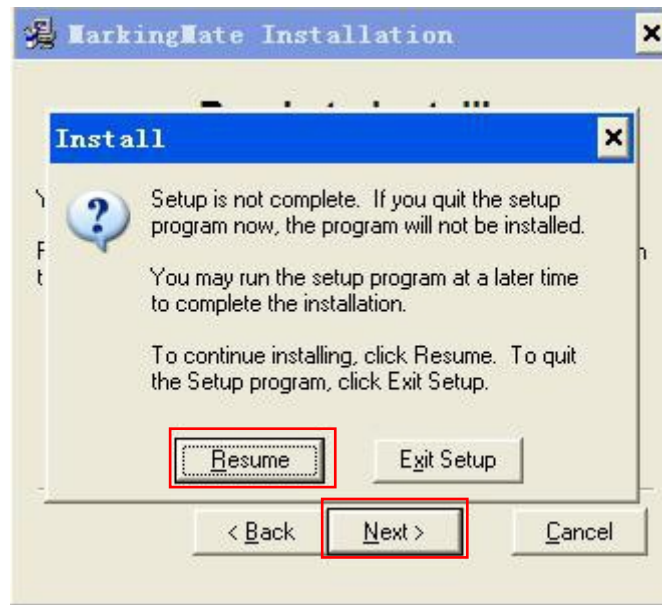 MarkingMate Installation
Install
Setup is not complete. If you quit the setup
program now, the program will not be installed.
You may run the setup program at a later time
to complete the installation.
To continue installing, click Resume. To quit
the Setup program, click Exit Setup.
Resume
Exit Setup
< Back
Next >
Cancel